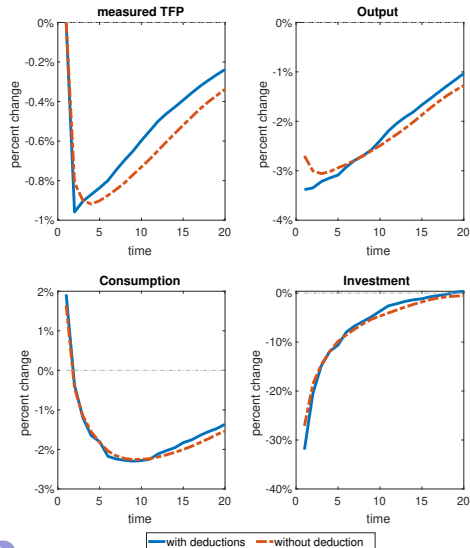 measured TFP
0%
-0.2%
-0.4%
-0.6%
-0.8%
-1%
percent change
0 5 10 15 20
time
Output
0%
-1%
-2%
-3%
-4%
percent change
0 5 10 15 20
time
Consumption
2%
1%
0%
-1%
-2%
-3%
percent change
0 5 10 15 20
time
Investment
0%
-10%
-20%
-30%
-40%
percent change
0 5 10 15 20
time
with deductions without deduction